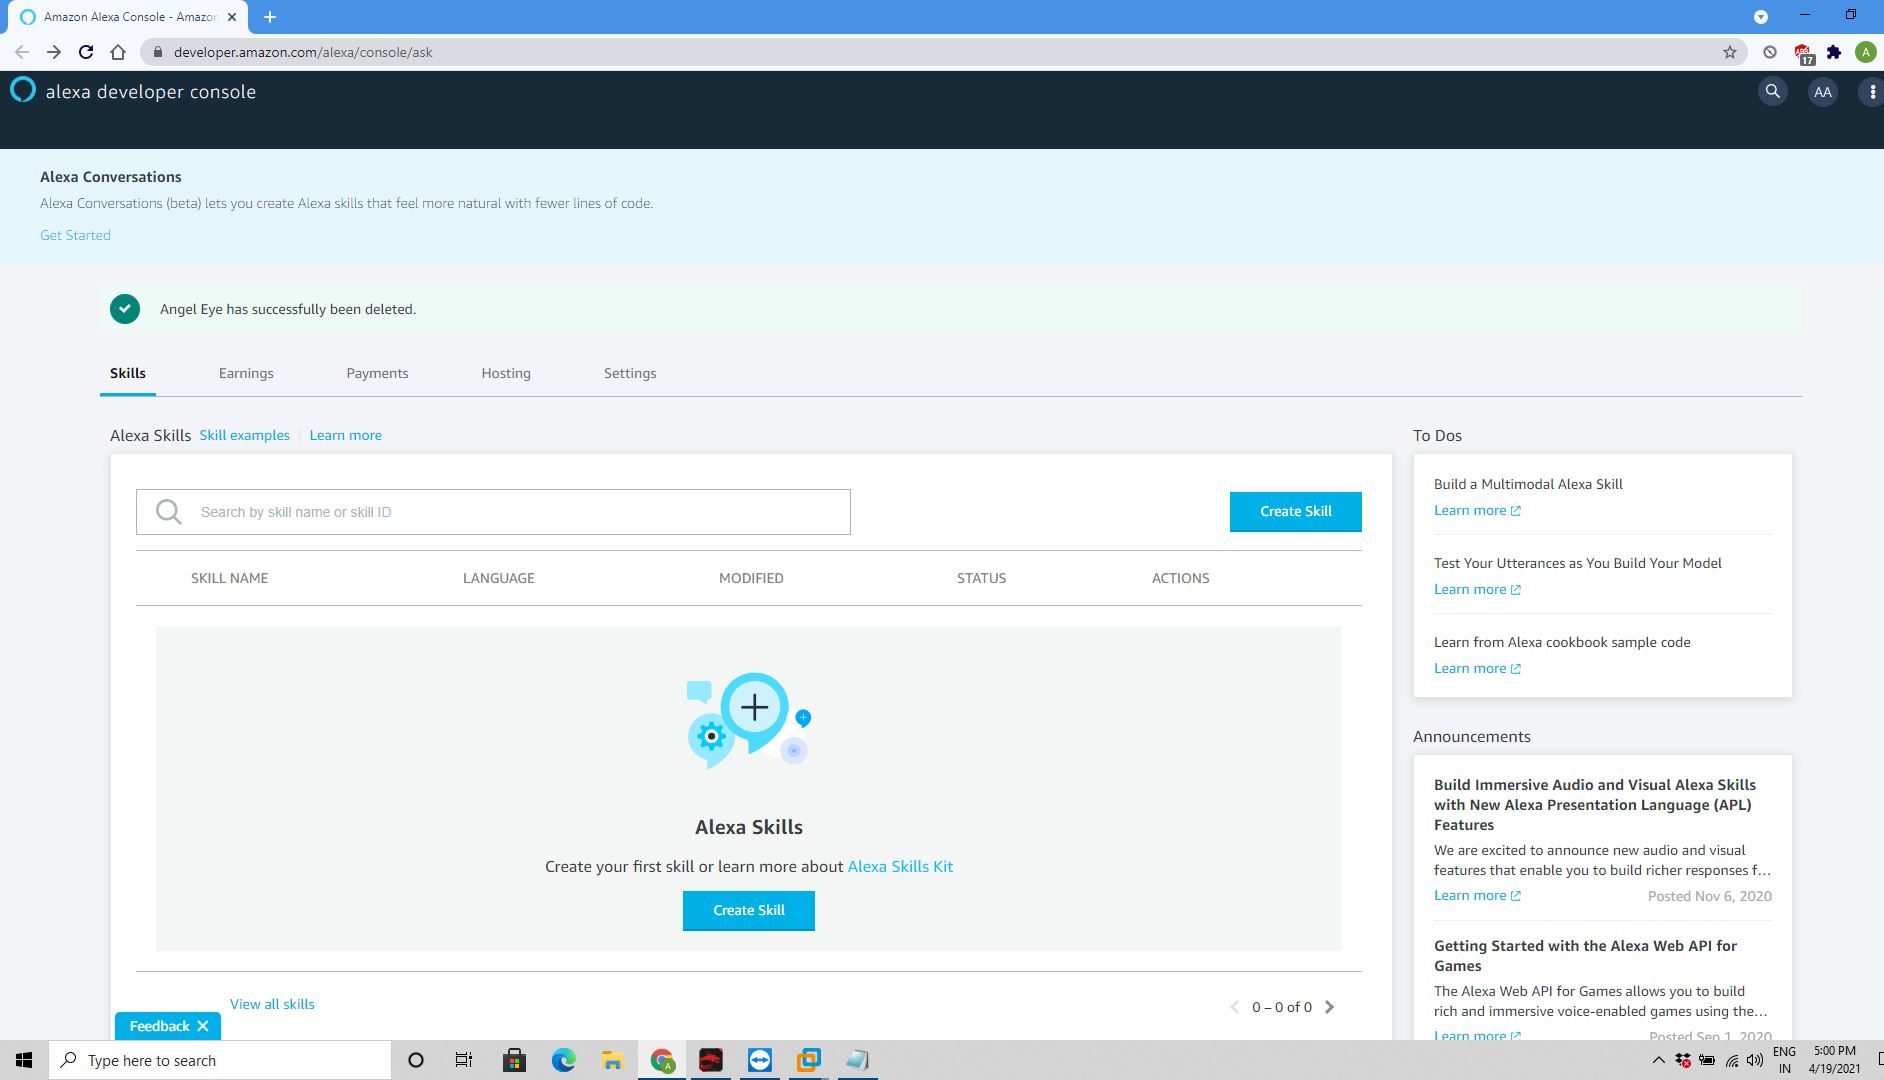 Amazon Alexa Console - Amazon
developer.amazon.com/alexa/console/ask
17
A
alexa developer console
AA
Alexa Conversations
Alexa Conversations (beta) lets you create Alexa skills that feel more natural with fewer lines of code.
Get Started
Angel Eye has successfully been deleted.
Skills Earnings Payments Hosting Settings
Alexa Skills Skill examples Learn more
Search by skill name or skill ID
Create Skill
SKILL NAME LANGUAGE MODIFIED STATUS ACTIONS
Alexa Skills
Create your first skill or learn more about Alexa Skills Kit
Create Skill
View all skills
0 – 0 of 0
Feedback
To Dos
Build a Multimodal Alexa Skill
Learn more
Test Your Utterances as You Build Your Model
Learn more
Learn from Alexa cookbook sample code
Learn more
Announcements
Build Immersive Audio and Visual Alexa Skills
with New Alexa Presentation Language (APL)
Features
We are excited to announce new audio and visual
features that enable you to build richer responses f...
Learn more Posted Nov 6, 2020
Getting Started with the Alexa Web API for
Games
The Alexa Web API for Games allows you to build
rich and immersive voice-enabled games using the...
Learn more Posted Sep 1, 2020
Type here to search
A
ENG
IN
5:00 PM
4/19/2021